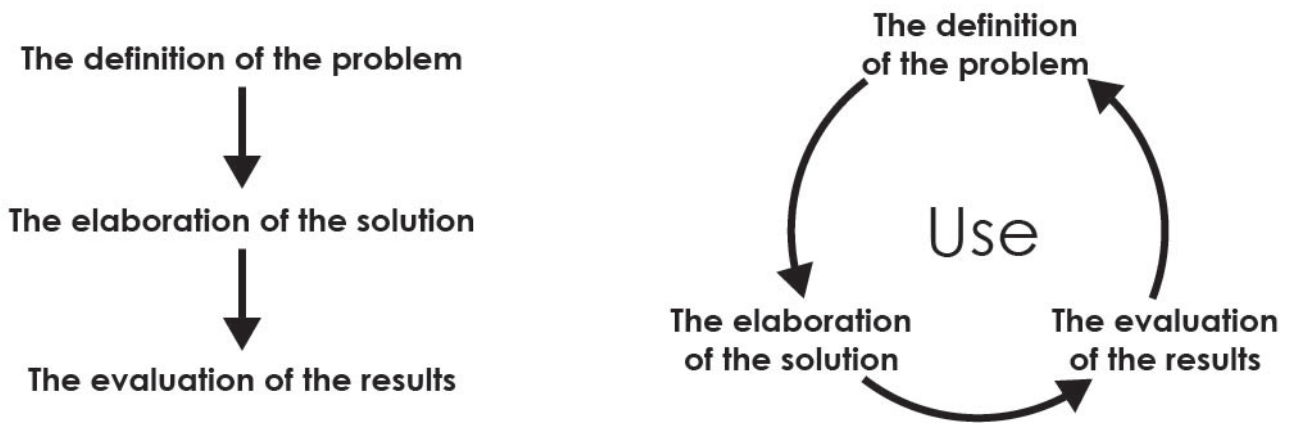 The definition of the problem
The elaboration of the solution
The evaluation of the results
The definition
of the problem
Use
The elaboration
of the solution
The evaluation
of the results